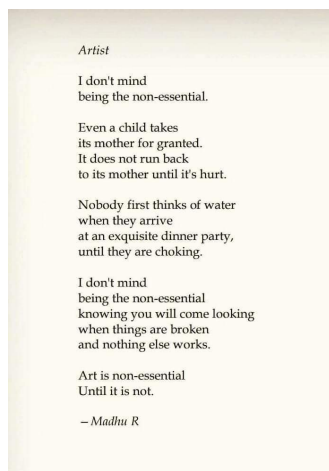 Artist
I don't mind
being the non-essential.
Even a child takes
its mother for granted.
It does not run back
to its mother until it's hurt.
Nobody first thinks of water
when they arrive
at an exquisite dinner party,
until they are choking.
I don't mind
being the non-essential
knowing you will come looking
when things are broken
and nothing else works.
Art is non-essential
Until it is not.
—Madhu R